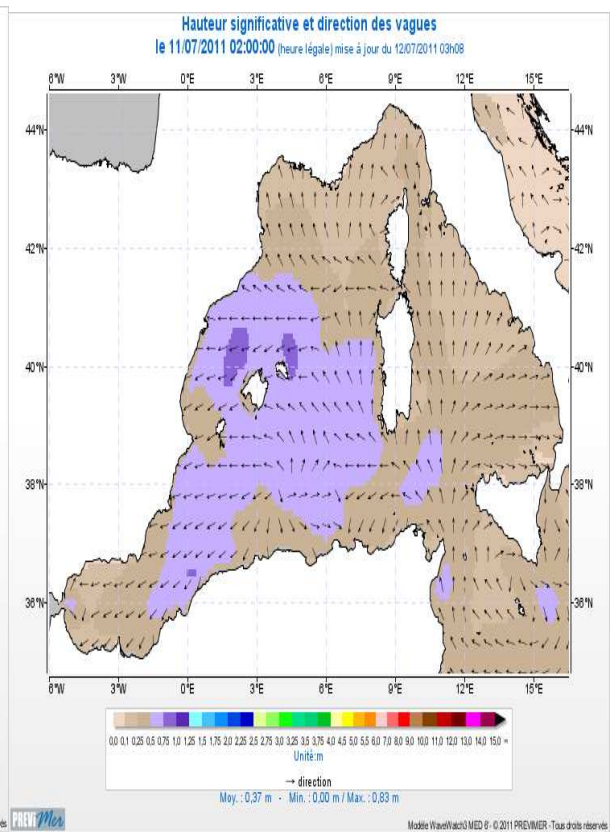 Hauteur significative et direction des vagues
le 11/07/2011 02:00:00 (heure légale) mise à jour du 12/07/2011 03h08
6°W 3°W 0°E 3°E 6°E 9°E 12°E 15°E
44°N 44°N
42°N 42°N
40°N 40°N
38°N 38°N
36°N 36°N
6°W 3°W 0°E 3°E 6°E 9°E 12°E 15°E
0,0 0,1 0,25 0,5 0,75 1,0 1,25 1,5 1,75 2,0 2,25 2,5 2,75 3,0 3,25 3,5 3,75 4,0 4,5 5,0 5,5 6,0 7,0 8,0 9,0 10,0 11,0 12,0 13,0 14,0 15,0
Unité:m
→ direction
Moy. : 0,37 m - Min. : 0,00 m / Max. : 0,83 m
és PREVIMer Modèle WaveWatch3 MED 6' - © 2011 PREVIMER - Tous droits réservés